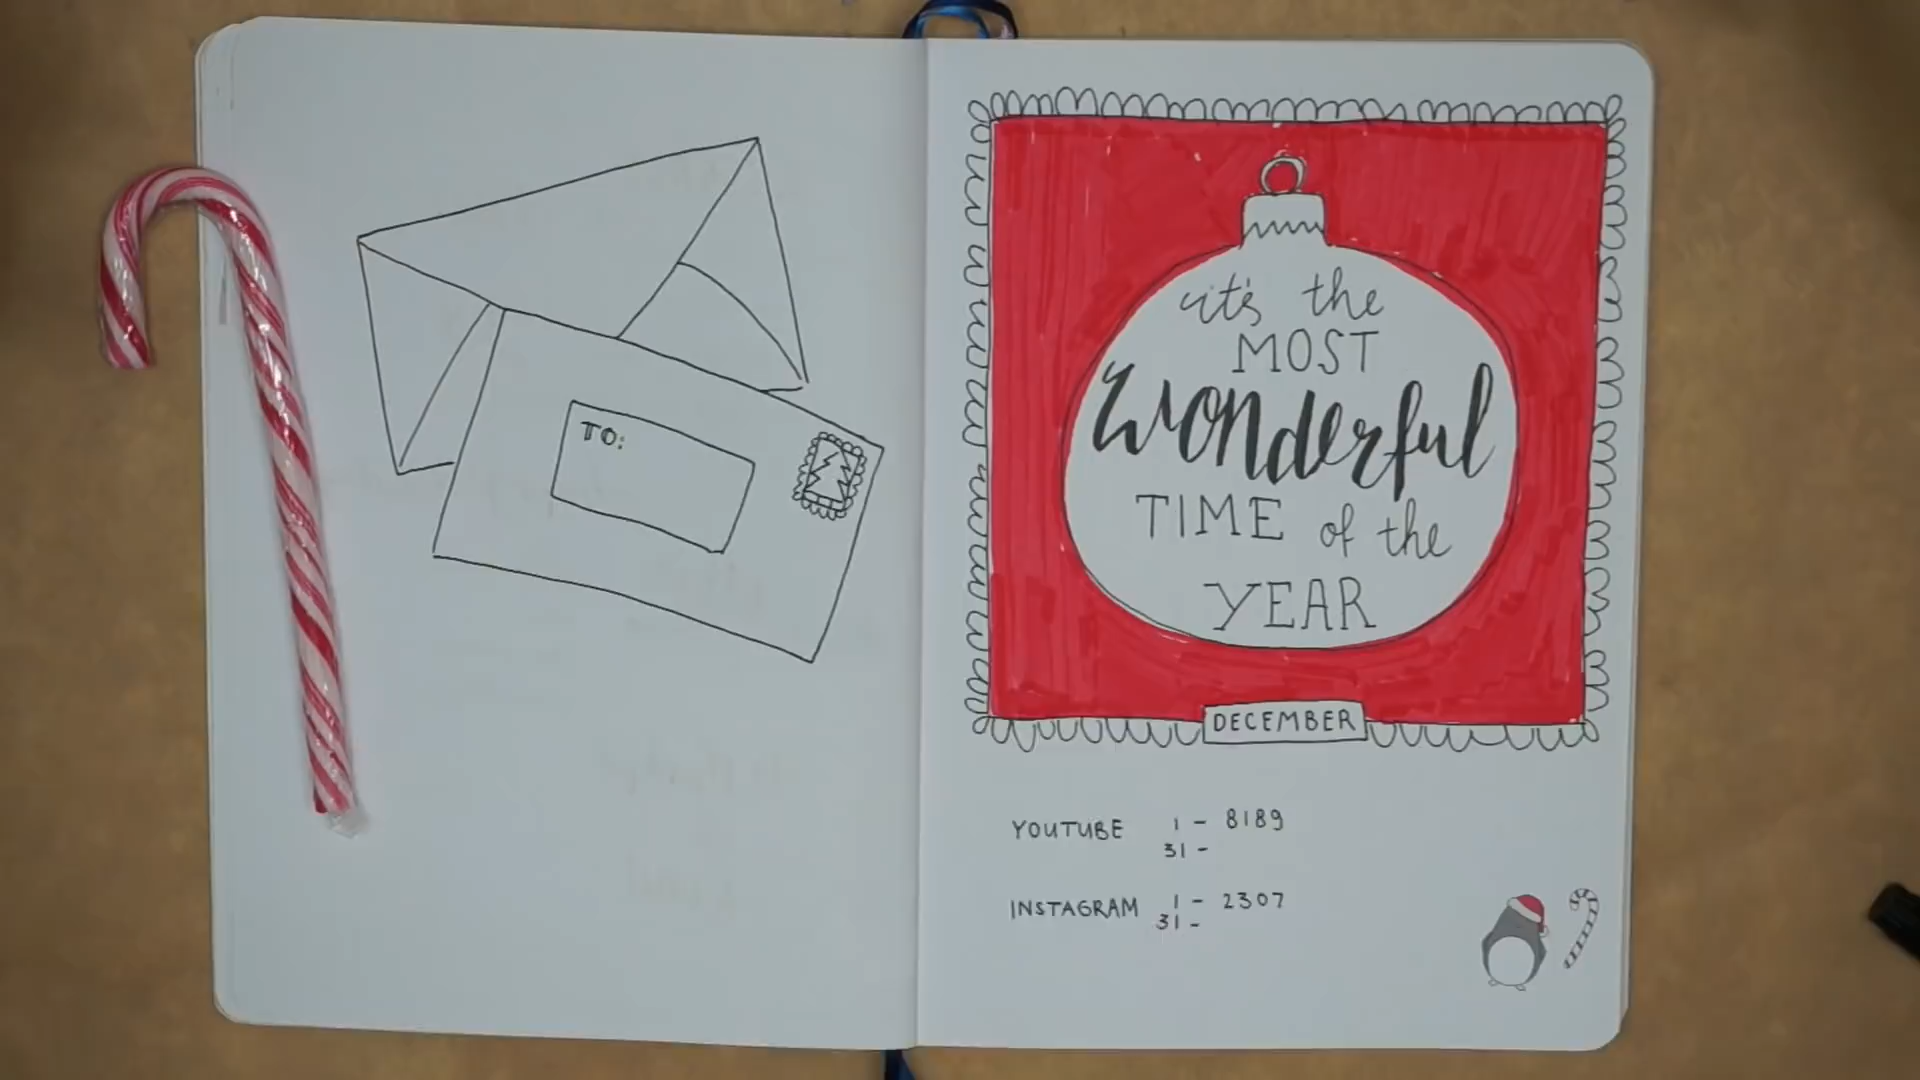 TO:
it's the
MOST
wonderful
TIME of the
YEAR
DECEMBER
YOUTUBE 1 - 8189
31 -
INSTAGRAM 1 - 2307
31 -